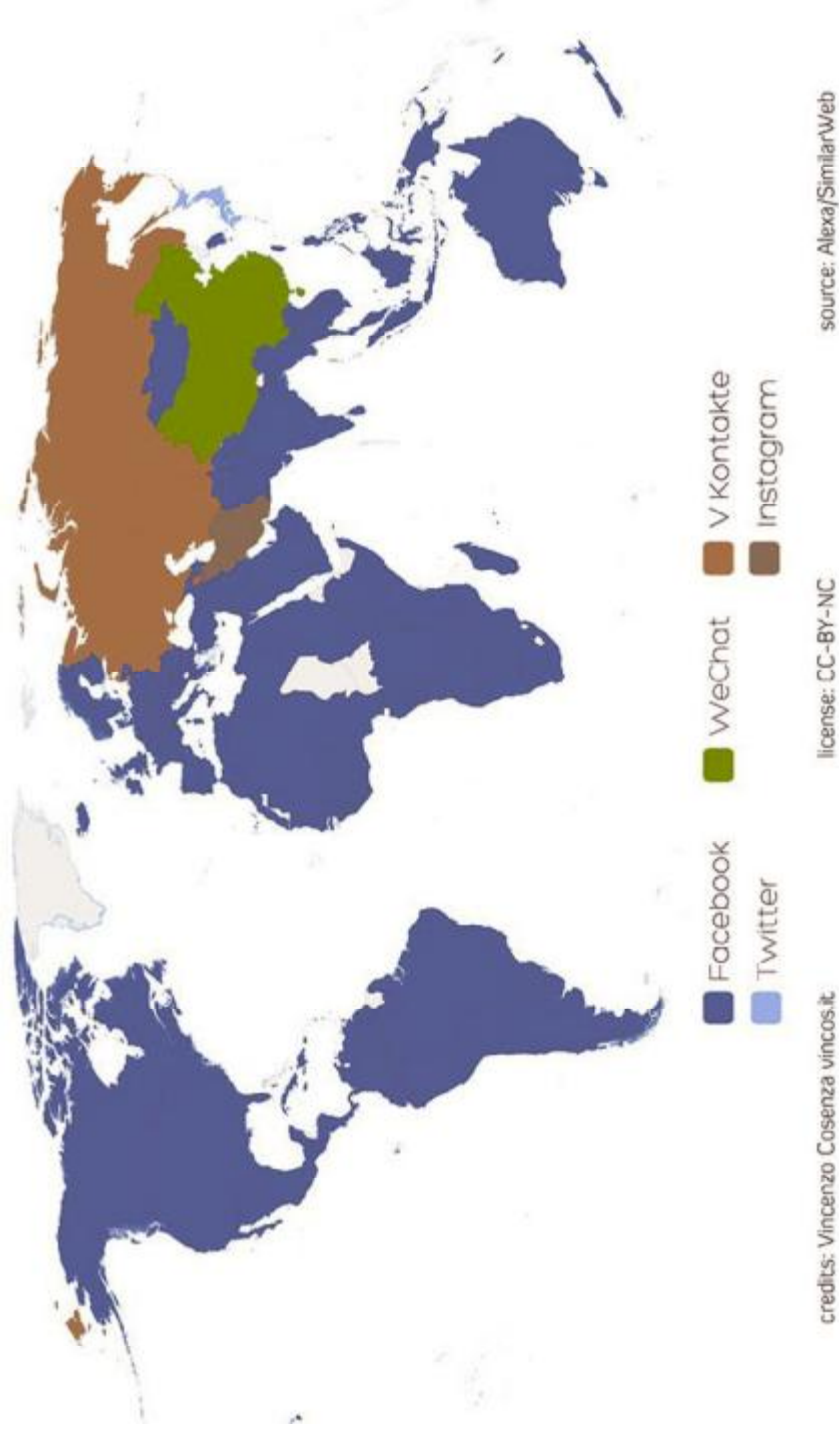 Facebook WeChat V Kontakte
Twitter Instagram
credits: Vincenzo Cosenza vincos.it license: CC-BY-NC source: Alexa/SimilarWeb